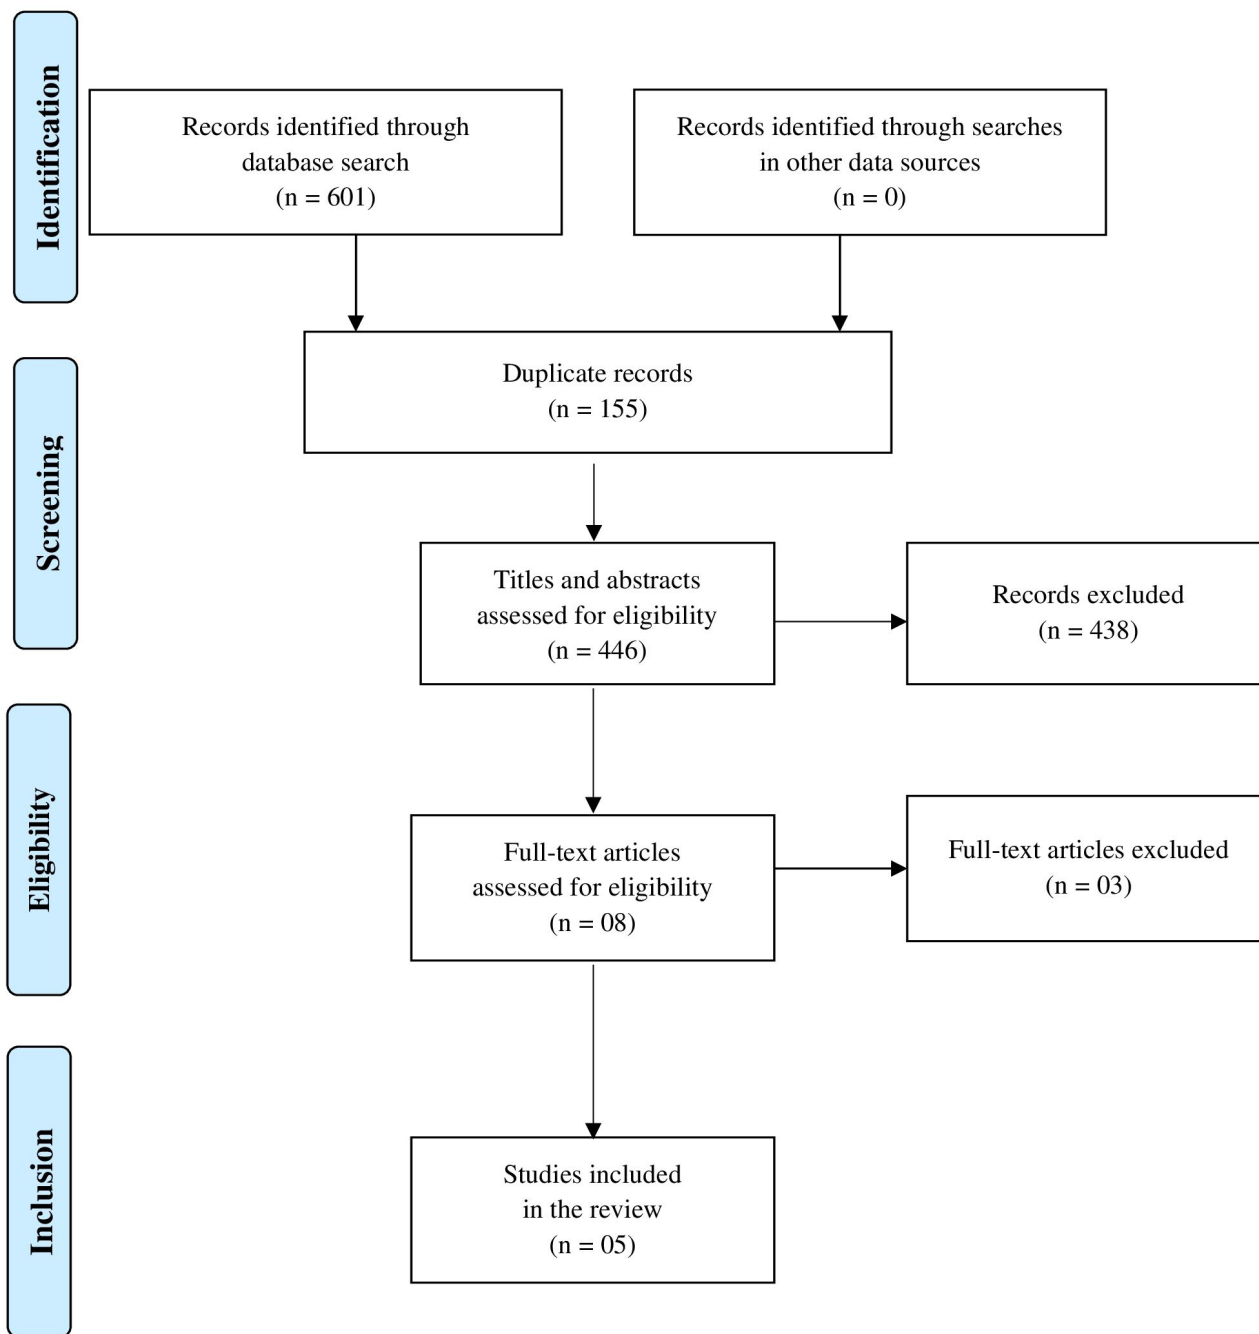 Identification
Records identified through
database search
(n = 601)
Records identified through searches
in other data sources
(n = 0)
Screening
Duplicate records
(n = 155)
Titles and abstracts
assessed for eligibility
(n = 446)
Records excluded
(n = 438)
Eligibility
Full-text articles
assessed for eligibility
(n = 08)
Full-text articles excluded
(n = 03)
Inclusion
Studies included
in the review
(n = 05)